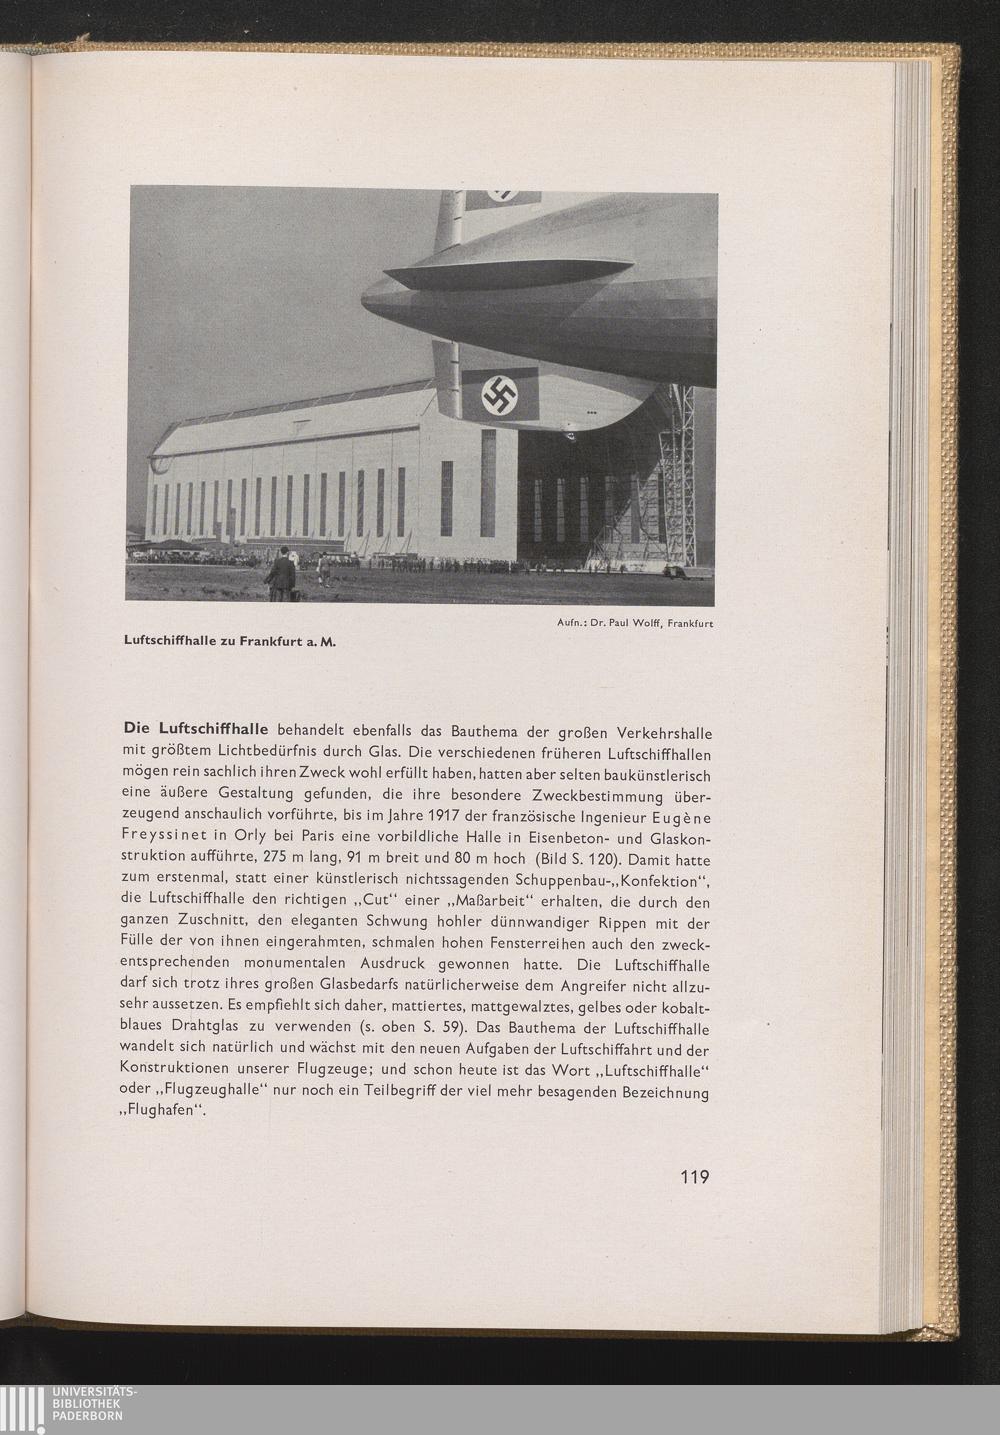 Aufn.: Dr. Paul Wolff, Frankfurt
Luftschiffhalle zu Frankfurt a. M.
Die Luftschiffhalle behandelt ebenfalls das Bauthema der großen Verkehrshalle
mit größtem Lichtbedürfnis durch Glas. Die verschiedenen früheren Luftschiffhallen
mögen rein sachlich ihren Zweck wohl erfüllt haben, hatten aber selten baukünstlerisch
eine äußere Gestaltung gefunden, die ihre besondere Zweckbestimmung über-
zeugend anschaulich vorführte, bis im Jahre 1917 der französische Ingenieur Eugène
Freyssinet in Orly bei Paris eine vorbildliche Halle in Eisenbeton- und Glaskon-
struktion aufführte, 275 m lang, 91 m breit und 80 m hoch (Bild S. 120). Damit hatte
zum erstenmal, statt einer künstlerisch nichtssagenden Schuppenbau-„Konfektion“,
die Luftschiffhalle den richtigen „Cut“ einer „Maßarbeit“ erhalten, die durch den
ganzen Zuschnitt, den eleganten Schwung hohler dünnwandiger Rippen mit der
Fülle der von ihnen eingerahmten, schmalen hohen Fensterreihen auch den zweck-
entsprechenden monumentalen Ausdruck gewonnen hatte. Die Luftschiffhalle
darf sich trotz ihres großen Glasbedarfs natürlicherweise dem Angreifer nicht allzu-
sehr aussetzen. Es empfiehlt sich daher, mattiertes, mattgewalztes, gelbes oder kobalt-
blaues Drahtglas zu verwenden (s. oben S. 59). Das Bauthema der Luftschiffhalle
wandelt sich natürlich und wächst mit den neuen Aufgaben der Luftschiffahrt und der
Konstruktionen unserer Flugzeuge; und schon heute ist das Wort „Luftschiffhalle“
oder „Flugzeughalle“ nur noch ein Teilbegriff der viel mehr besagenden Bezeichnung
„Flughafen“.
119
UNIVERSITÄTS-
BIBLIOTHEK
PADERBORN